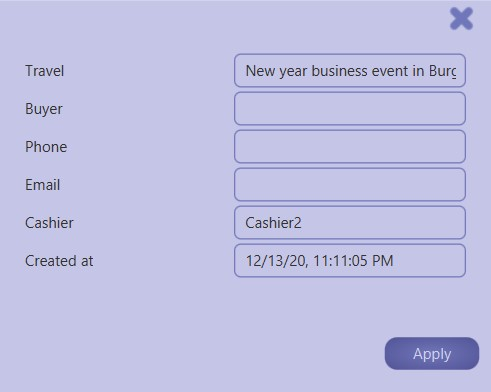 Travel New year business event in Burg
Buyer
Phone
Email
Cashier Cashier2
Created at 12/13/20, 11:11:05 PM
Apply